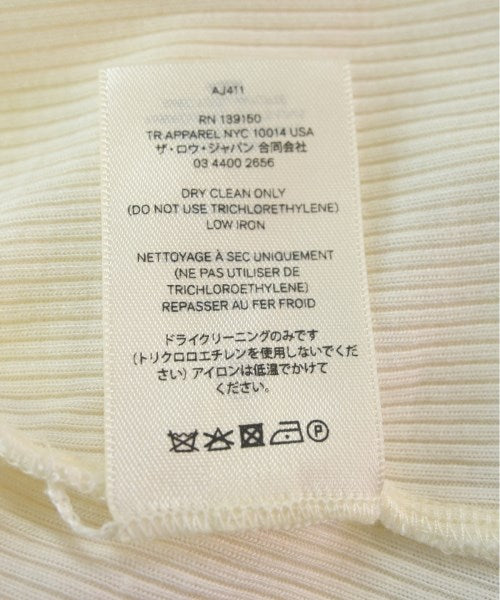 AJ411
RN 139150
TR APPAREL NYC 10014 USA
ザ・ロウ・ジャパン 合同会社
03 4400 2656
DRY CLEAN ONLY
(DO NOT USE TRICHLORETHYLENE)
LOW IRON
NETTOYAGE À SEC UNIQUEMENT
(NE PAS UTILISER DE
TRICHLOROETHYLENE)
REPASSER AU FER FROID
ドライクリーニングのみです
(トリクロロエチレンを使用しないでくだ
さい) アイロンは低温でかけて
ください。
P